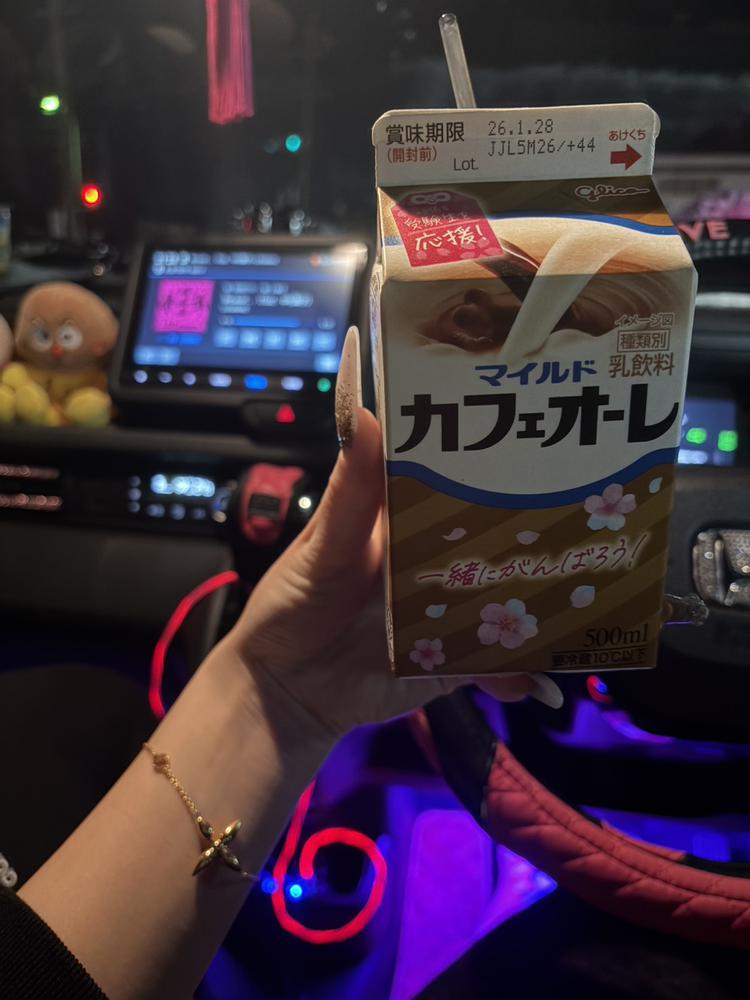 賞味期限 26.1.28
(開封前) Lot. JJL5M26/+44
あけくち
Glico
受験生を
応援!
イメージ図
種類別
乳飲料
マイルド
カフェオーレ
一緒にがんばろう!
500ml
要冷蔵10℃以下
VE